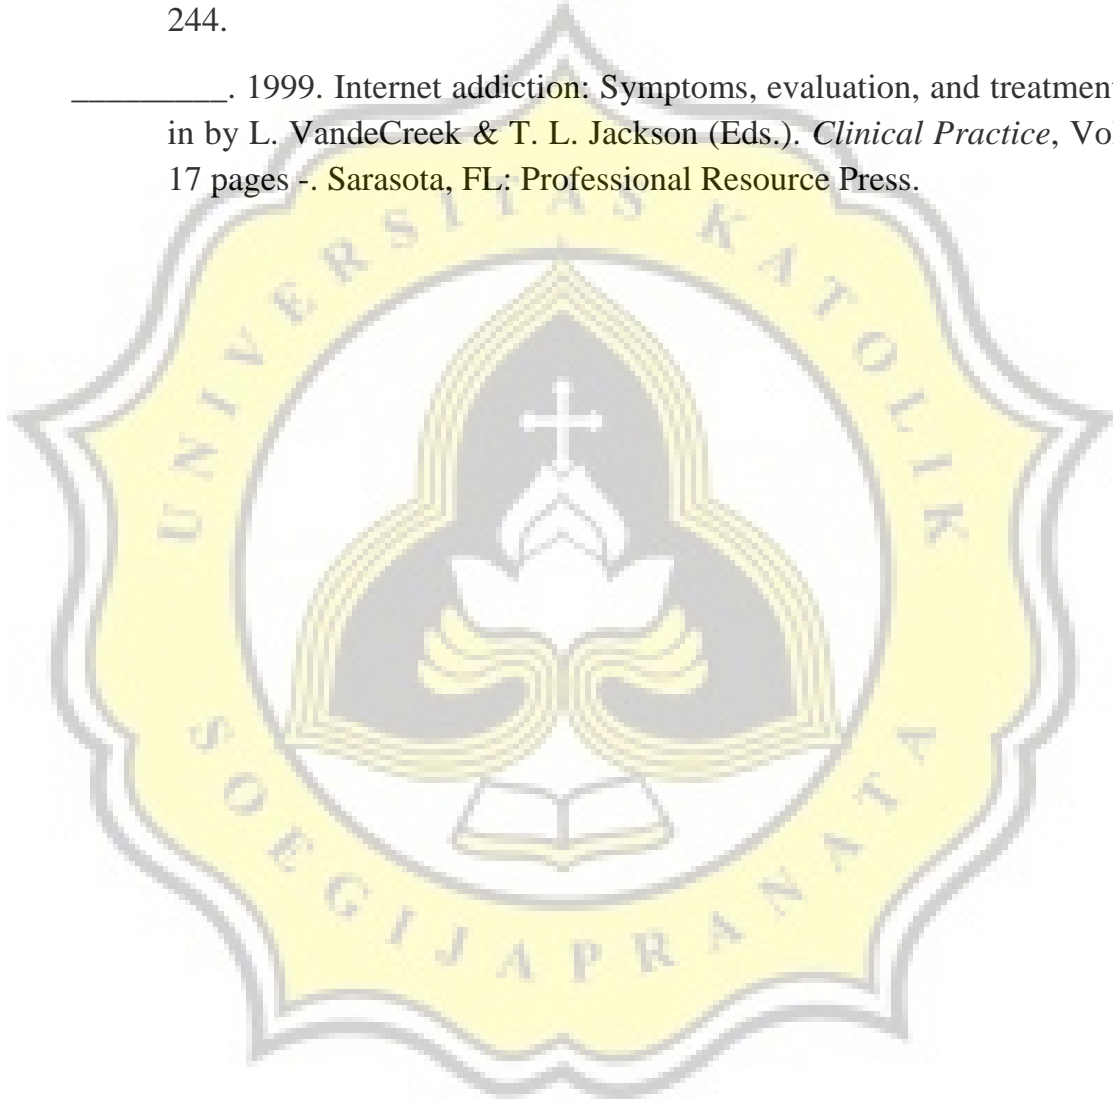 244.
_________. 1999. Internet addiction: Symptoms, evaluation, and treatment
in by L. VandeCreek & T. L. Jackson (Eds.). Clinical Practice, Vol
17 pages -. Sarasota, FL: Professional Resource Press.
UNIVERSITAS KATOLIK
SOEGIJAPRANATA